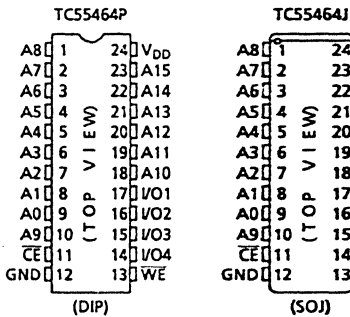 TC55464P
A8 1 24 V_DD
A7 2 23 A15
A6 3 22 A14
A5 4 21 A13
A4 5 20 A12
A3 6 19 A11
A2 7 18 A10
A1 8 17 I/O1
A0 9 16 I/O2
A9 10 15 I/O3
C̅E̅ 11 14 I/O4
GND 12 13 W̅E̅
(TOP VIEW)
(DIP)
TC55464J
A8 1 24
A7 2 23
A6 3 22
A5 4 21
A4 5 20
A3 6 19
A2 7 18
A1 8 17
A0 9 16
A9 10 15
C̅E̅ 11 14
GND 12 13
(TOP VIEW)
(SOJ)